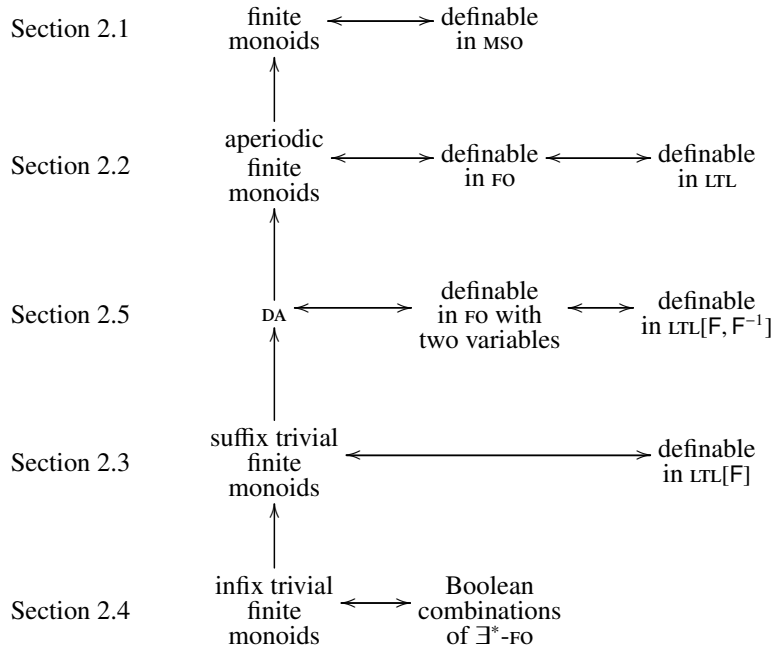 Section 2.1
finite
monoids
definable
in MSO
Section 2.2
aperiodic
finite
monoids
definable
in FO
definable
in LTL
Section 2.5
DA
definable
in FO with
two variables
definable
in LTL[F, F⁻¹]
Section 2.3
suffix trivial
finite
monoids
definable
in LTL[F]
Section 2.4
infix trivial
finite
monoids
Boolean
combinations
of ∃*-FO